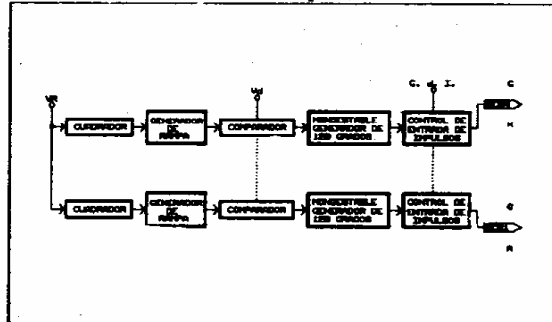 VR
Vd
C. d. I.
G
CUADRADOR
GENERADOR
DE
RAMPA
COMPARADOR
MONOESTABLE
GENERADOR DE
120 GRADOS
CONTROL DE
ENTRADA DE
IMPULSOS
K
CUADRADOR
GENERADOR
DE
RAMPA
COMPARADOR
MONOESTABLE
GENERADOR DE
120 GRADOS
CONTROL DE
ENTRADA DE
IMPULSOS
G